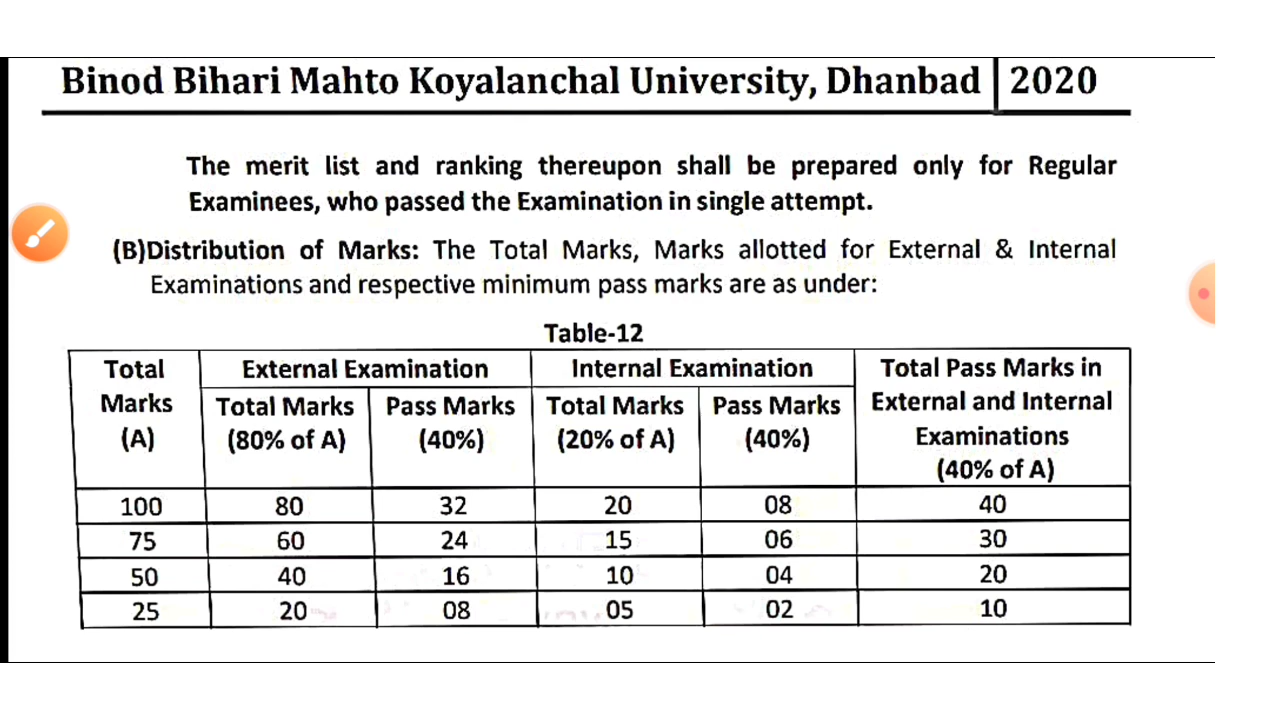 Binod Bihari Mahto Koyalanchal University, Dhanbad 2020
The merit list and ranking thereupon shall be prepared only for Regular
Examinees, who passed the Examination in single attempt.
(B)Distribution of Marks: The Total Marks, Marks allotted for External & Internal
Examinations and respective minimum pass marks are as under:
Table-12
Total Marks (A) External Examination Internal Examination Total Pass Marks in External and Internal Examinations (40% of A)
Total Marks (80% of A) Pass Marks (40%) Total Marks (20% of A) Pass Marks (40%)
100 80 32 20 08 40
75 60 24 15 06 30
50 40 16 10 04 20
25 20 08 05 02 10